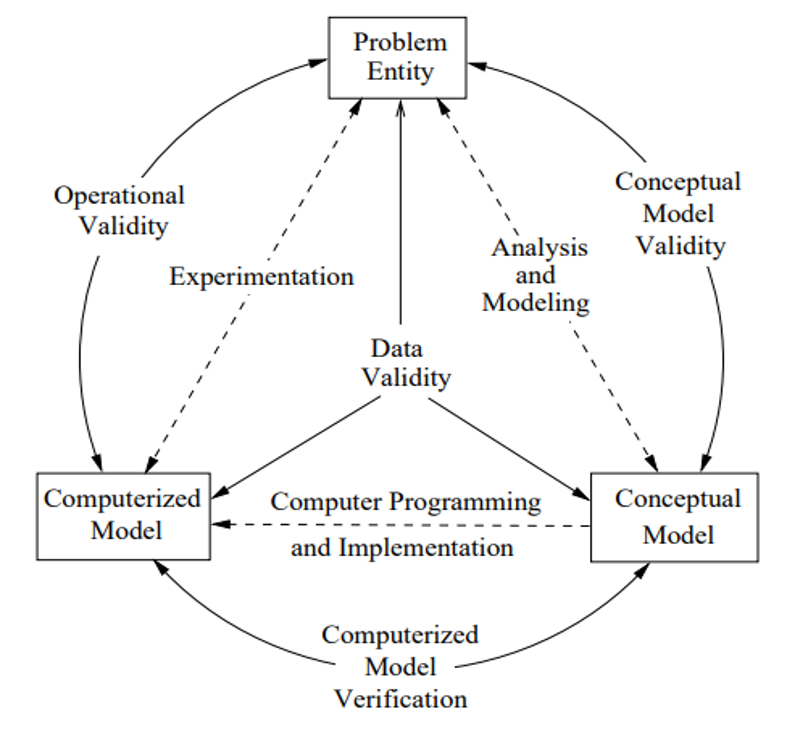 Problem
Entity
Operational
Validity
Conceptual
Model
Validity
Experimentation
Analysis
and
Modeling
Data
Validity
Computerized
Model
Computer Programming
and Implementation
Conceptual
Model
Computerized
Model
Verification